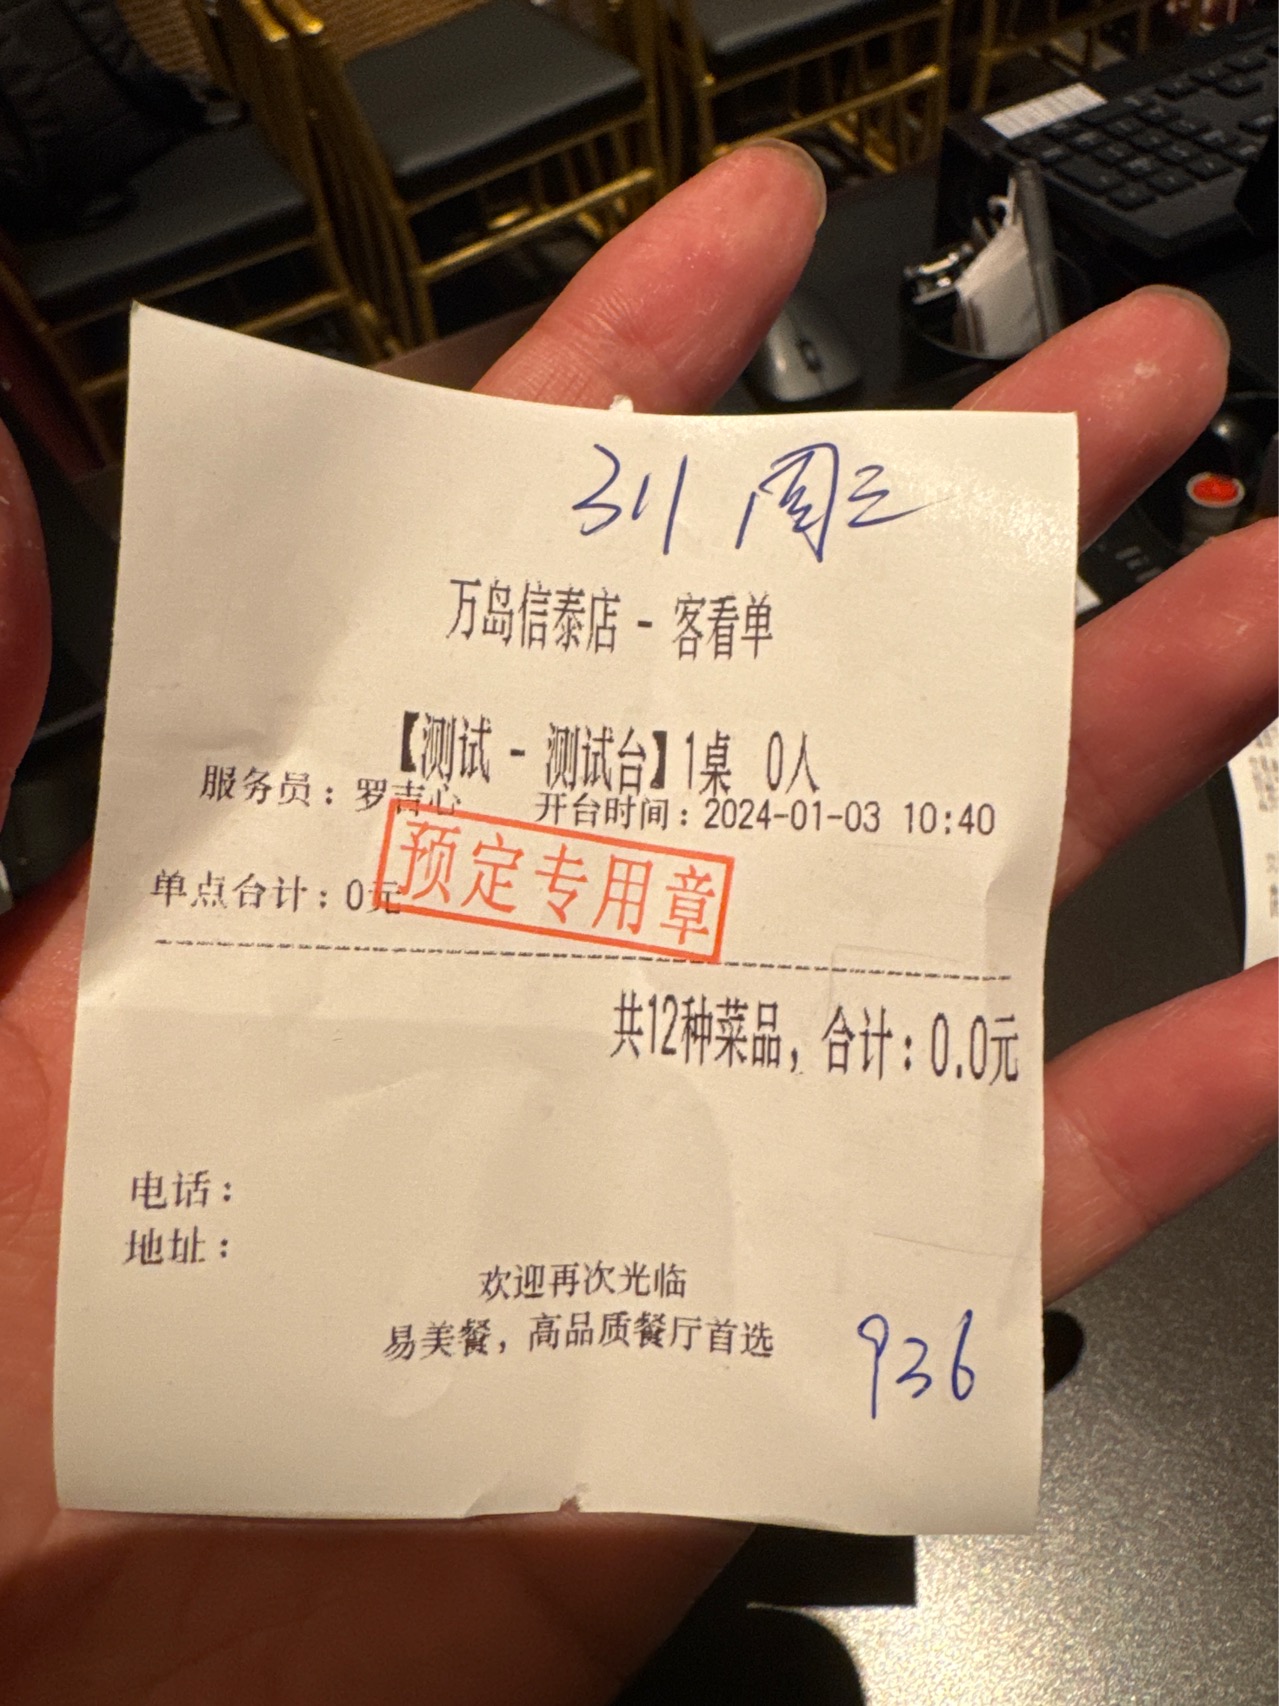 311 周三
万岛信泰店 - 客看单
【测试 - 测试台】1桌 0人
服务员：罗吉心 开台时间：2024-01-03 10:40
预定专用章
单点台计：0元
共12种菜品，合计：0.0元
电话：
地址：
欢迎再次光临
易美餐，高品质餐厅首选
936